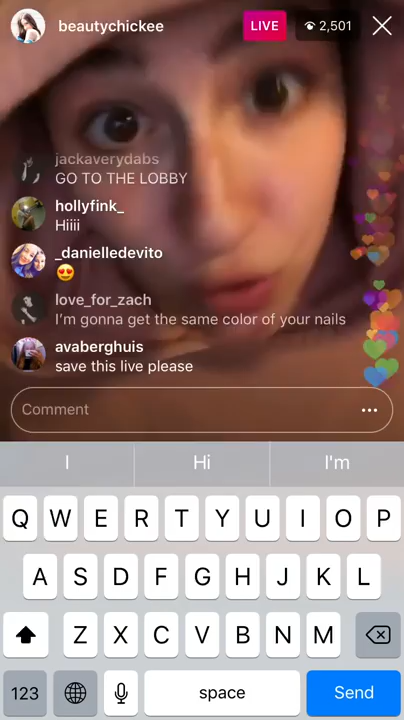 beautychickee LIVE 2,501
jackaverydabs
GO TO THE LOBBY
hollyfink_
Hiiii
_danielledevito
😍
love_for_zach
I'm gonna get the same color of your nails
avaberghuis
save this live please
Comment
I Hi I'm
Q W E R T Y U I O P
A S D F G H J K L
Z X C V B N M
123 space Send